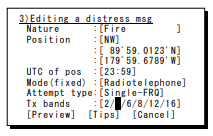 3)Editing a distress msg
Nature :[Fire ]
Position :[NW]
:[ 89°59.0123'N]
:[179°59.6789'W]
UTC of pos :[23:59]
Mode(fixed) :[Radiotelephone]
Attempt type:[Single-FRQ]
Tx bands :[2/ /6/8/12/16]
[Preview] [Tips] [Cancel]